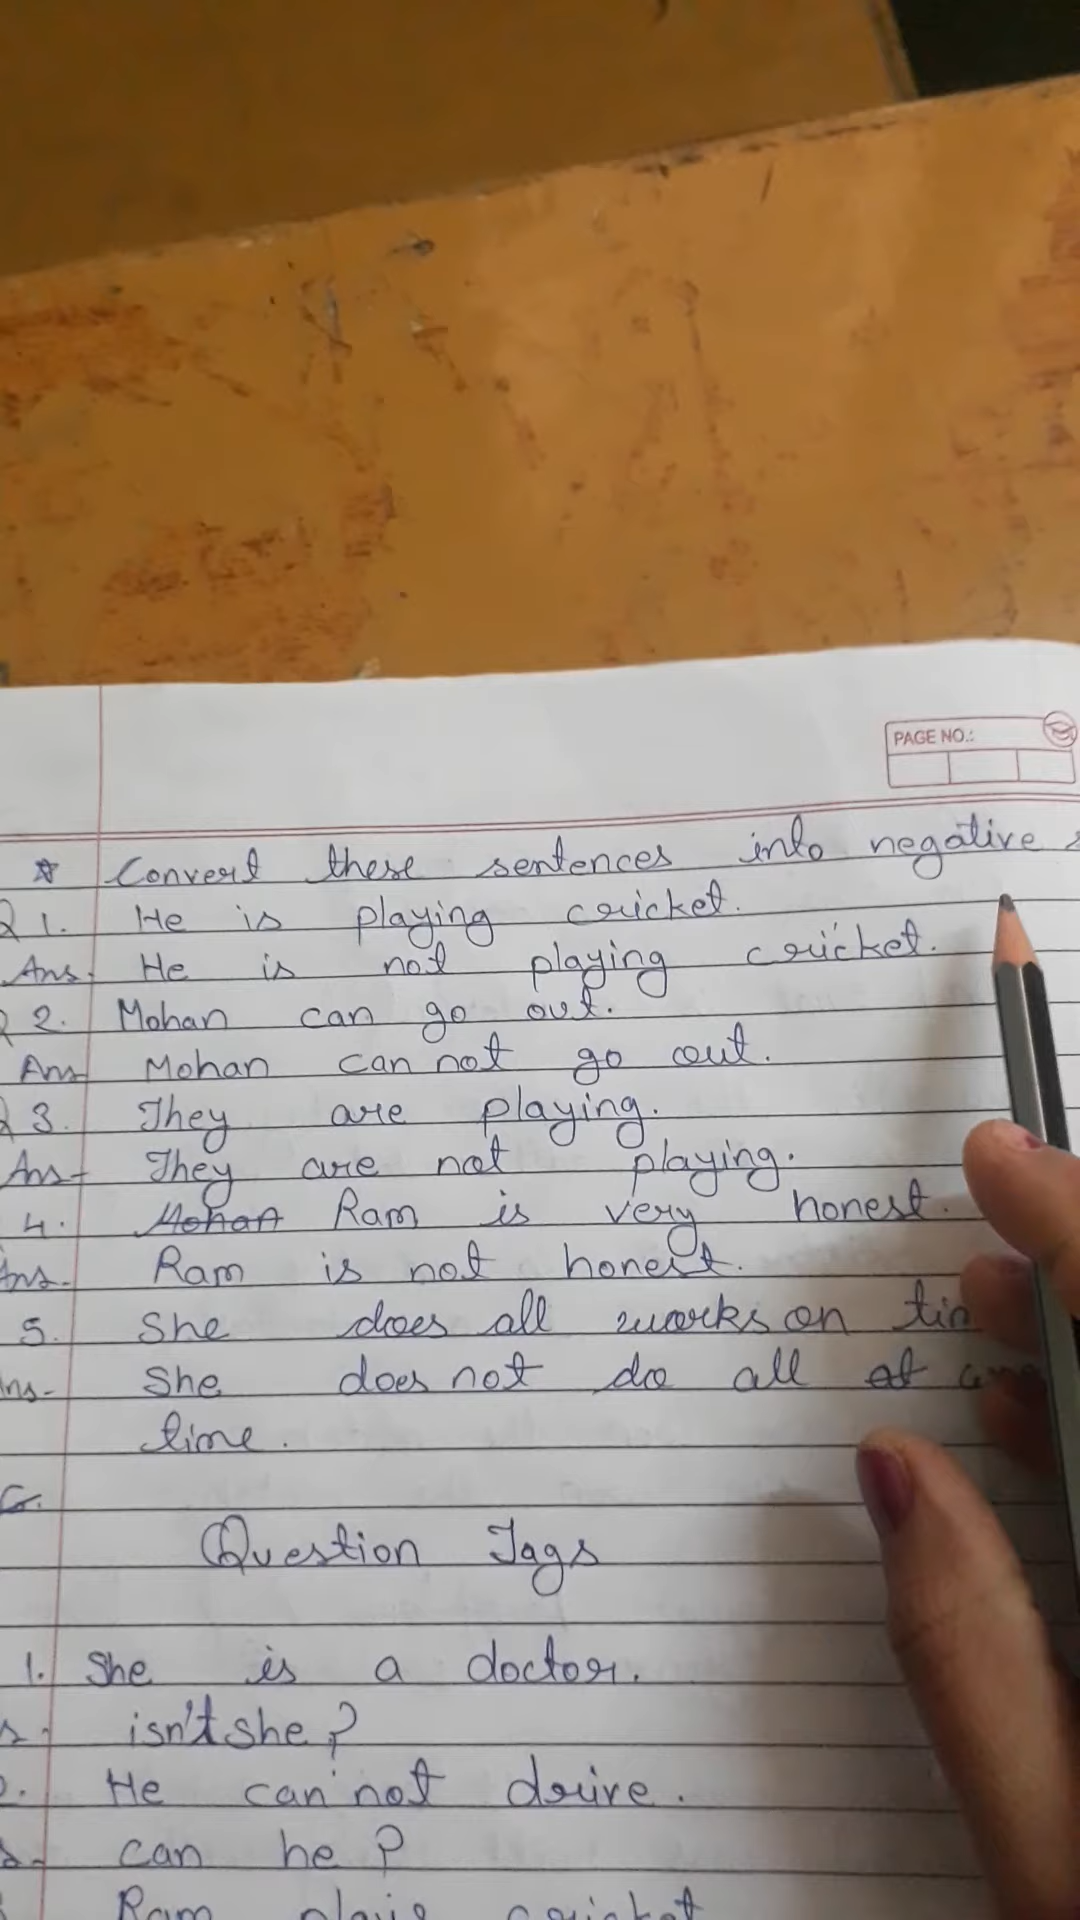 PAGE NO.:
☆ Convert these sentences into negative
Q 1. He is playing cricket.
Ans- He is not playing cricket.
Q 2. Mohan can go out.
Ans Mohan can not go out.
Q 3. They are playing.
Ans- They are not playing.
4. Mohan Ram is very honest.
Ans- Ram is not honest.
5. She does all works on
Ans- She does not do all at
time.
Question Tags
1. She is a doctor.
isn't she?
He can not drive.
can he?
Ram plays cricket